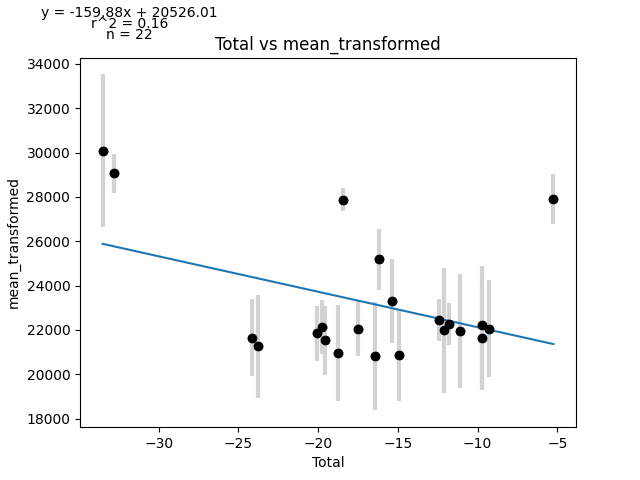 y = -159.88x + 20526.01
r^2 = 0.16
n = 22
Total vs mean_transformed
34000
32000
30000
28000
26000
24000
22000
20000
18000
mean_transformed
−30
−25
−20
−15
−10
−5
Total